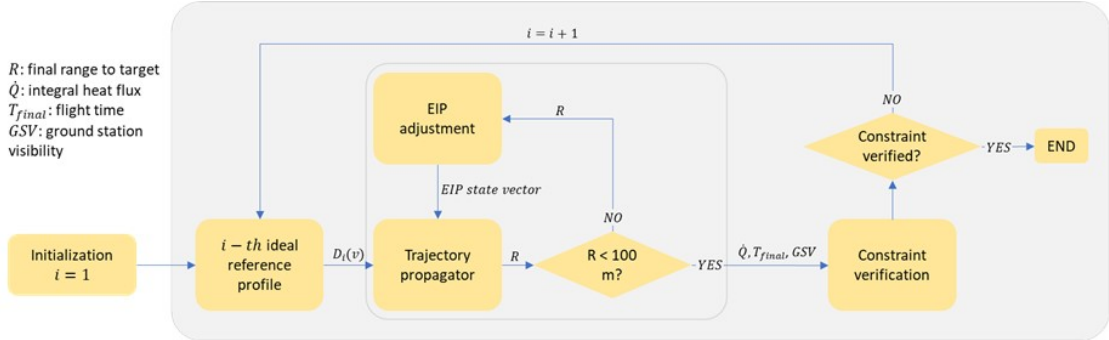 i = i + 1
R: final range to target
Q̇: integral heat flux
T_final: flight time
GSV: ground station
visibility
EIP
adjustment
R
NO
Constraint
verified?
YES
END
EIP state vector
Initialization
i = 1
i − th ideal
reference
profile
D_i(v)
Trajectory
propagator
R
NO
R < 100
m?
YES
Q̇, T_final, GSV
Constraint
verification